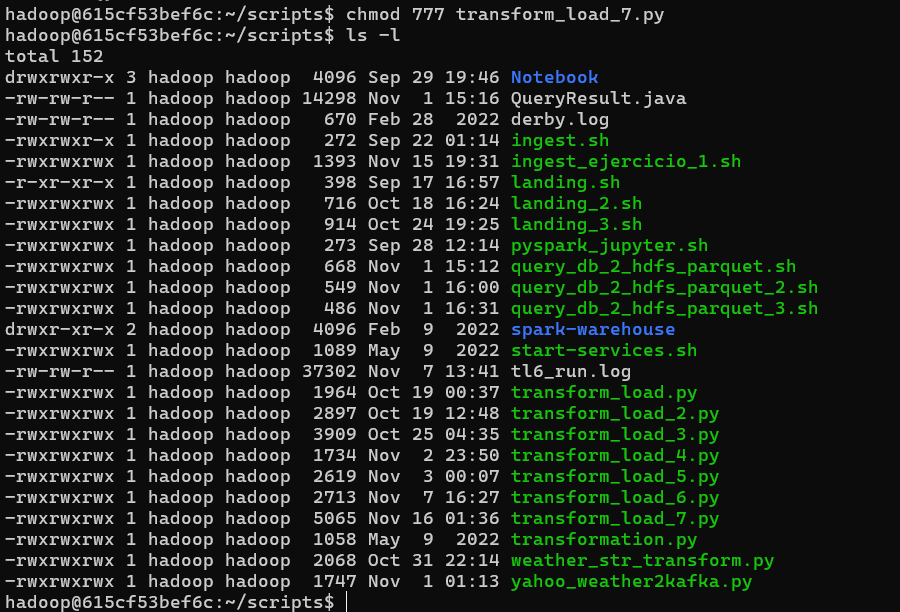 hadoop@615cf53bef6c:~/scripts$ chmod 777 transform_load_7.py
hadoop@615cf53bef6c:~/scripts$ ls -l
total 152
drwxrwxr-x 3 hadoop hadoop  4096 Sep 29 19:46 Notebook
-rw-rw-r-- 1 hadoop hadoop 14298 Nov  1 15:16 QueryResult.java
-rw-rw-r-- 1 hadoop hadoop   670 Feb 28  2022 derby.log
-rwxrwxr-x 1 hadoop hadoop   272 Sep 22 01:14 ingest.sh
-rwxrwxrwx 1 hadoop hadoop  1393 Nov 15 19:31 ingest_ejercicio_1.sh
-r-xr-xr-x 1 hadoop hadoop   398 Sep 17 16:57 landing.sh
-rwxrwxrwx 1 hadoop hadoop   716 Oct 18 16:24 landing_2.sh
-rwxrwxrwx 1 hadoop hadoop   914 Oct 24 19:25 landing_3.sh
-rwxrwxrwx 1 hadoop hadoop   273 Sep 28 12:14 pyspark_jupyter.sh
-rwxrwxrwx 1 hadoop hadoop   668 Nov  1 15:12 query_db_2_hdfs_parquet.sh
-rwxrwxrwx 1 hadoop hadoop   549 Nov  1 16:00 query_db_2_hdfs_parquet_2.sh
-rwxrwxrwx 1 hadoop hadoop   486 Nov  1 16:31 query_db_2_hdfs_parquet_3.sh
drwxr-xr-x 2 hadoop hadoop  4096 Feb  9  2022 spark-warehouse
-rwxrwxrwx 1 hadoop hadoop  1089 May  9  2022 start-services.sh
-rw-rw-r-- 1 hadoop hadoop 37302 Nov  7 13:41 tl6_run.log
-rwxrwxrwx 1 hadoop hadoop  1964 Oct 19 00:37 transform_load.py
-rwxrwxrwx 1 hadoop hadoop  2897 Oct 19 12:48 transform_load_2.py
-rwxrwxrwx 1 hadoop hadoop  3909 Oct 25 04:35 transform_load_3.py
-rwxrwxrwx 1 hadoop hadoop  1734 Nov  2 23:50 transform_load_4.py
-rwxrwxrwx 1 hadoop hadoop  2619 Nov  3 00:07 transform_load_5.py
-rwxrwxrwx 1 hadoop hadoop  2713 Nov  7 16:27 transform_load_6.py
-rwxrwxrwx 1 hadoop hadoop  5065 Nov 16 01:36 transform_load_7.py
-rwxrwxrwx 1 hadoop hadoop  1058 May  9  2022 transformation.py
-rwxrwxrwx 1 hadoop hadoop  2068 Oct 31 22:14 weather_str_transform.py
-rwxrwxrwx 1 hadoop hadoop  1747 Nov  1 01:13 yahoo_weather2kafka.py
hadoop@615cf53bef6c:~/scripts$